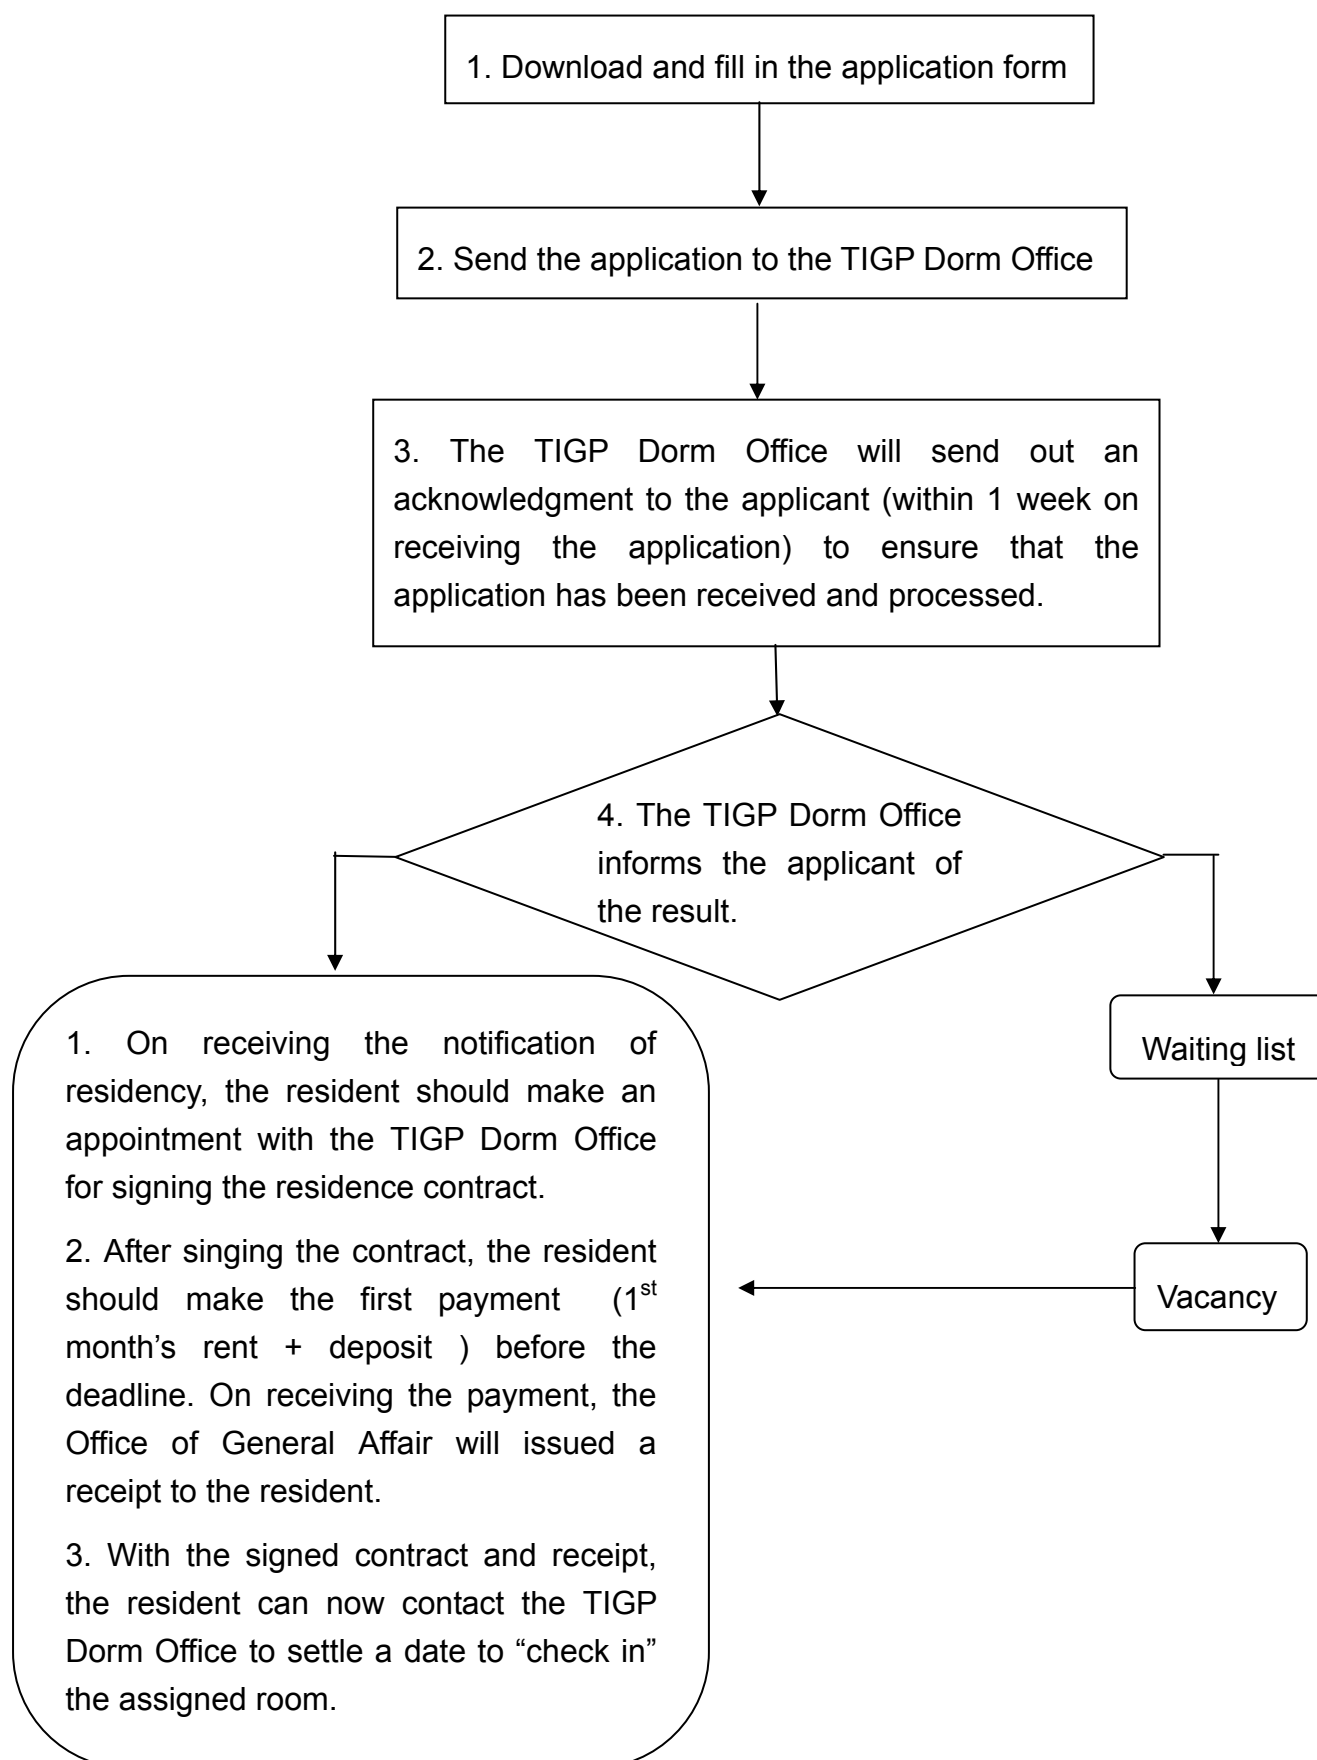 1. Download and fill in the application form
2. Send the application to the TIGP Dorm Office
3. The TIGP Dorm Office will send out an
acknowledgment to the applicant (within 1 week on
receiving the application) to ensure that the
application has been received and processed.
4. The TIGP Dorm Office
informs the applicant of
the result.
1. On receiving the notification of
residency, the resident should make an
appointment with the TIGP Dorm Office
for signing the residence contract.
2. After singing the contract, the resident
should make the first payment (1st
month’s rent + deposit ) before the
deadline. On receiving the payment, the
Office of General Affair will issued a
receipt to the resident.
3. With the signed contract and receipt,
the resident can now contact the TIGP
Dorm Office to settle a date to “check in”
the assigned room.
Waiting list
Vacancy